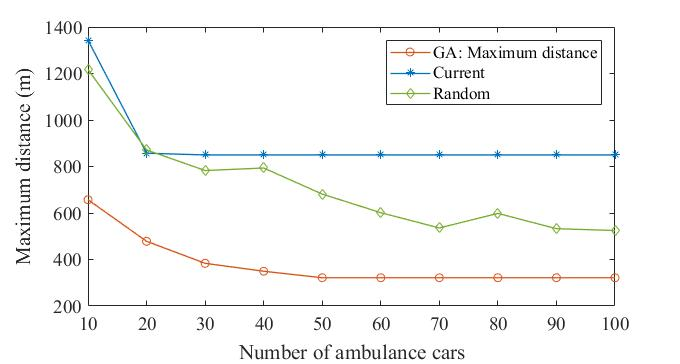 1400
1200
1000
800
600
400
200
Maximum distance (m)
GA: Maximum distance
Current
Random
10 20 30 40 50 60 70 80 90 100
Number of ambulance cars